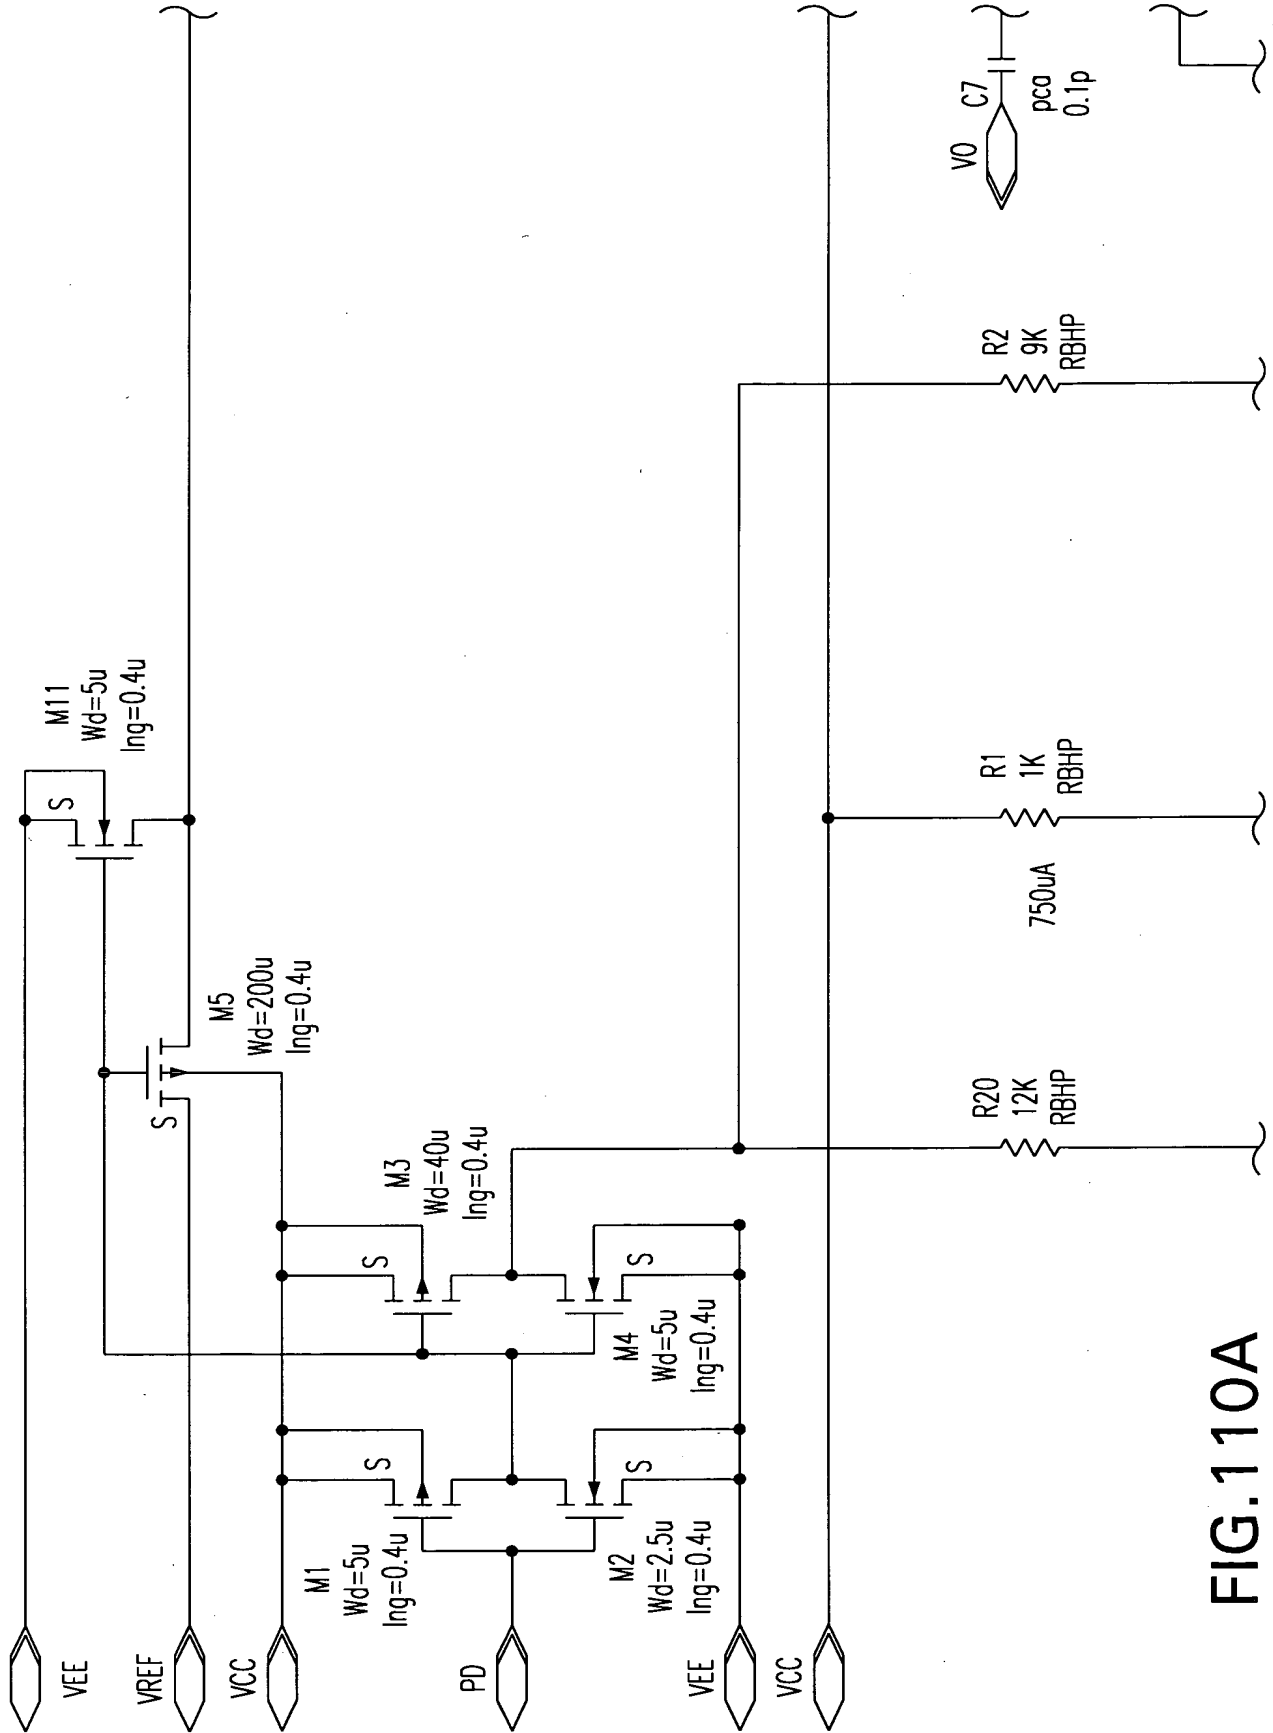 VEE
VREF
VCC
PD
VEE
VCC
M11
Wd=5u
lng=0.4u
S
M5
Wd=200u
lng=0.4u
S
M3
Wd=40u
lng=0.4u
S
M4
Wd=5u
lng=0.4u
S
M1
Wd=5u
lng=0.4u
S
M2
Wd=2.5u
lng=0.4u
S
R20
12K
RBHP
R1
1K
RBHP
750uA
R2
9K
RBHP
VO
C7
pca
0.1p
FIG.110A